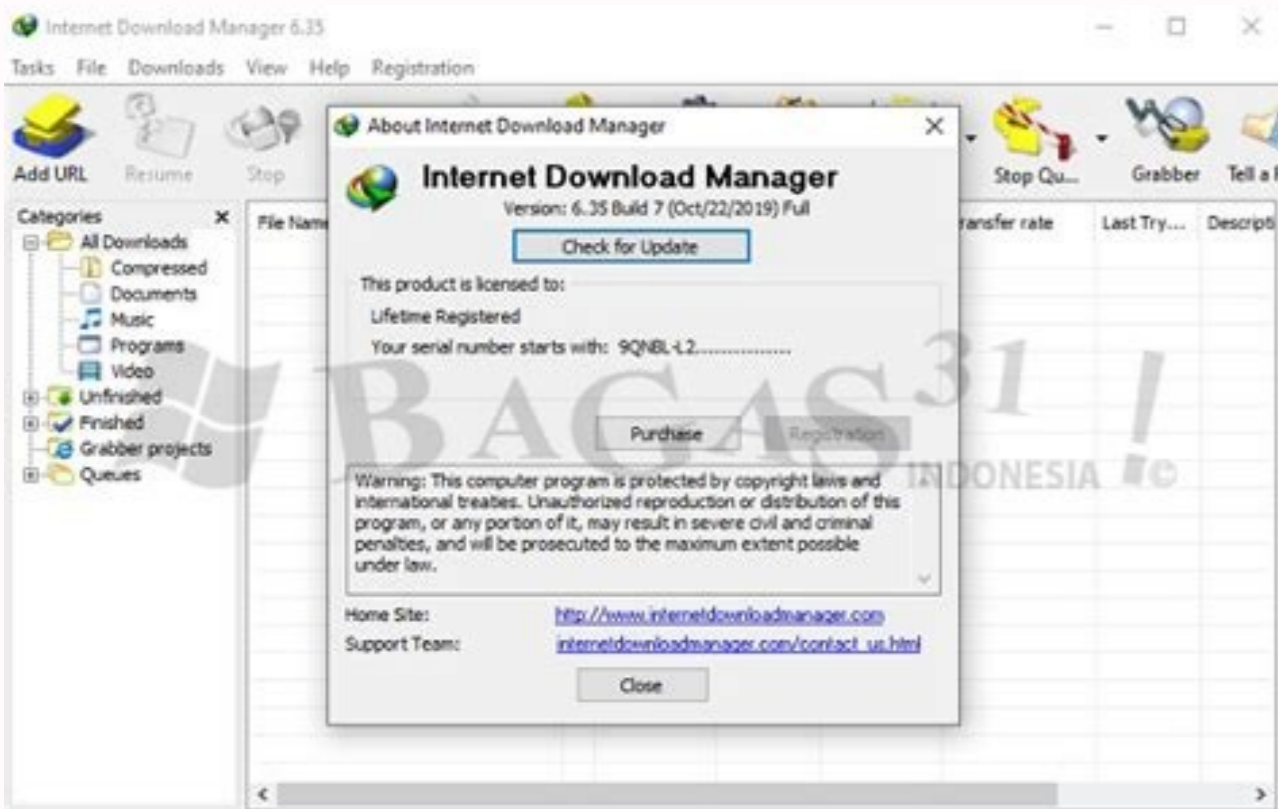 Internet Download Manager 6.35
Tasks File Downloads View Help Registration
Add URL Resume Stop Stop Qu... Grabber Tell a
Categories
All Downloads
Compressed
Documents
Music
Programs
Video
Unfinished
Finished
Grabber projects
Queues
File Name
ransfer rate Last Try... Descripti
About Internet Download Manager
Internet Download Manager
Version: 6.35 Build 7 (Oct/22/2019) Full
Check for Update
This product is licensed to:
Lifetime Registered
Your serial number starts with: 9QNBL-L2................
Purchase Registration
Warning: This computer program is protected by copyright laws and
international treaties. Unauthorized reproduction or distribution of this
program, or any portion of it, may result in severe civil and criminal
penalties, and will be prosecuted to the maximum extent possible
under law.
Home Site: http://www.internetdownloadmanager.com
Support Team: internetdownloadmanager.com/contact_us.html
Close
BAGAS31!
INDONESIA ©